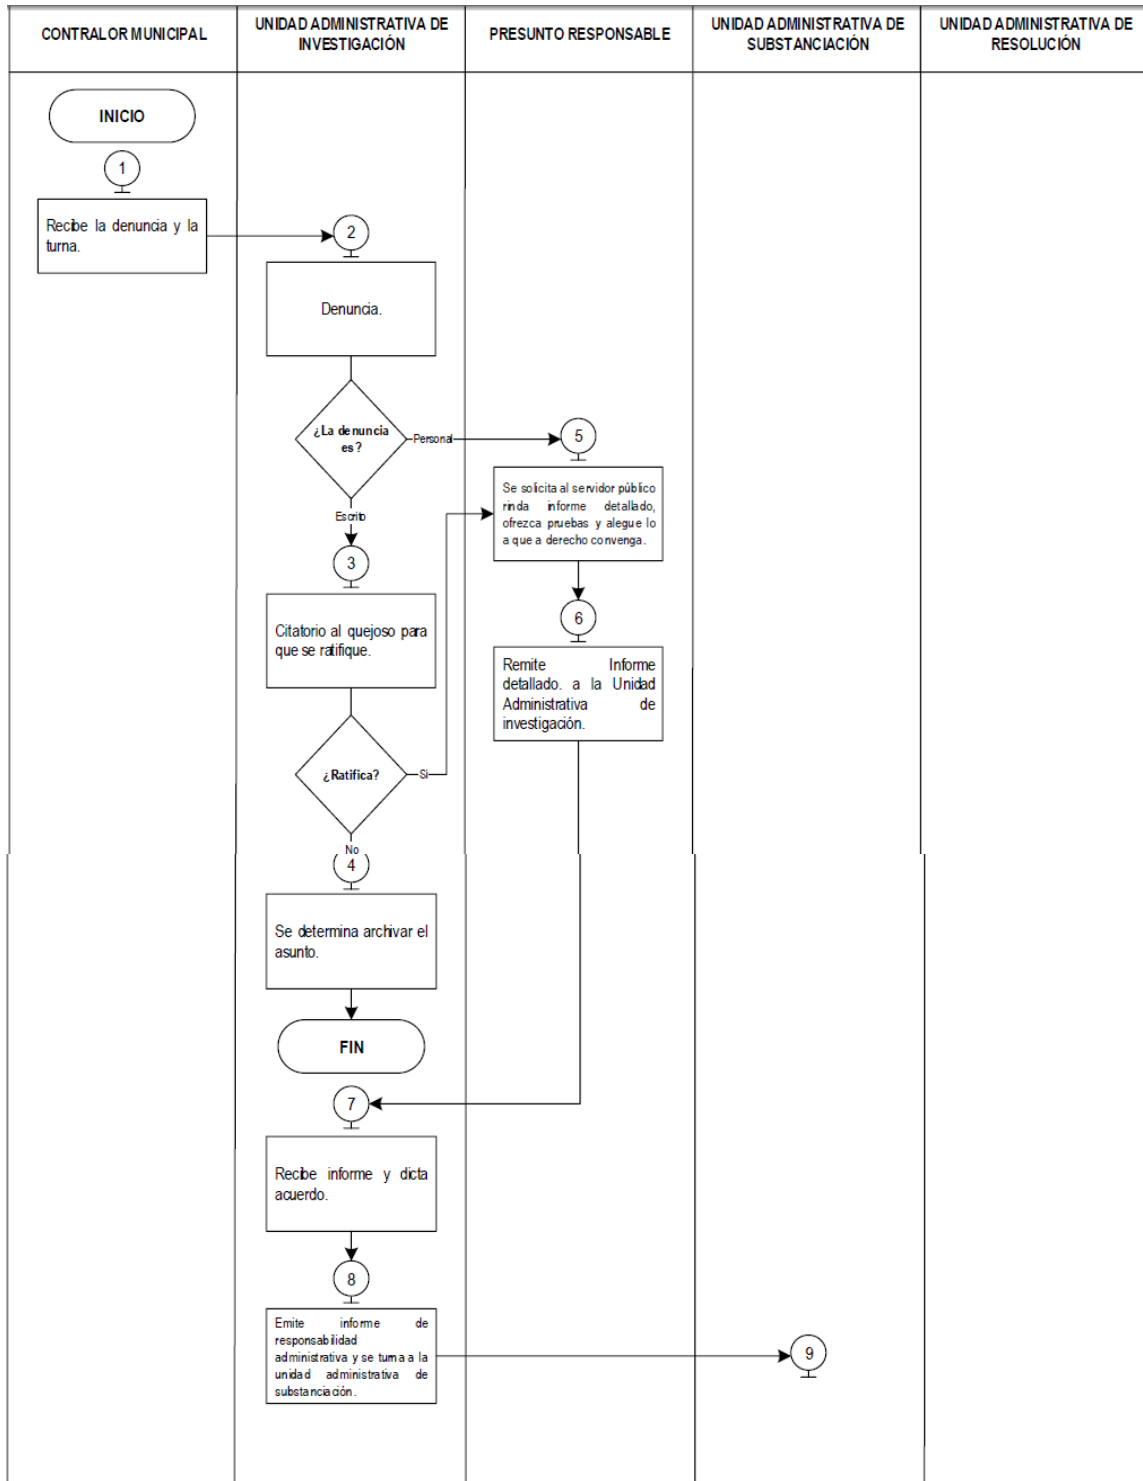 CONTRALOR MUNICIPAL
UNIDAD ADMINISTRATIVA DE
INVESTIGACIÓN
PRESUNTO RESPONSABLE
UNIDAD ADMINISTRATIVA DE
SUBSTANCIACIÓN
UNIDAD ADMINISTRATIVA DE
RESOLUCIÓN
INICIO
1
Recibe la denuncia y la
turna.
2
Denuncia.
¿La denuncia
es?
Personal
Escrito
5
Se solicita al servidor público
rinda informe detallado,
ofrezca pruebas y alegue lo
a que a derecho convenga.
3
Citatorio al quejoso para
que se ratifique.
6
Remite Informe
detallado. a la Unidad
Administrativa de
investigación.
¿Ratifica?
Si
No
4
Se determina archivar el
asunto.
FIN
7
Recibe informe y dicta
acuerdo.
8
Emite informe de
responsabilidad
administrativa y se turna a la
unidad administrativa de
substanciación.
9